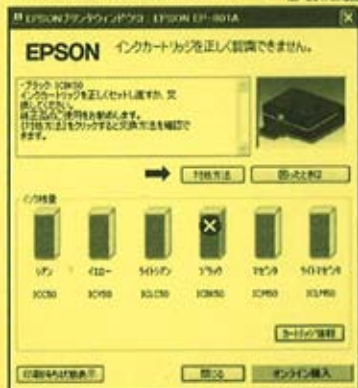 EPSONプリンタウィンドウ!3 : EPSON EP-801A
EPSON
インクカートリッジを正しく認識できません。
・ブラック:ICBK50
インクカートリッジを正しくセットし直すか、交
換してください。
純正品のご使用をお勧めします。
[対処方法]をクリックすると交換方法を確認で
きます。
対処方法
困ったときは
インク残量
シアン
イエロー
ライトシアン
ブラック
マゼンタ
ライトマゼンタ
ICC50
ICY50
ICLC50
ICBK50
ICM50
ICLM50
カートリッジ情報
印刷待ち状態表示
閉じる
オンライン購入